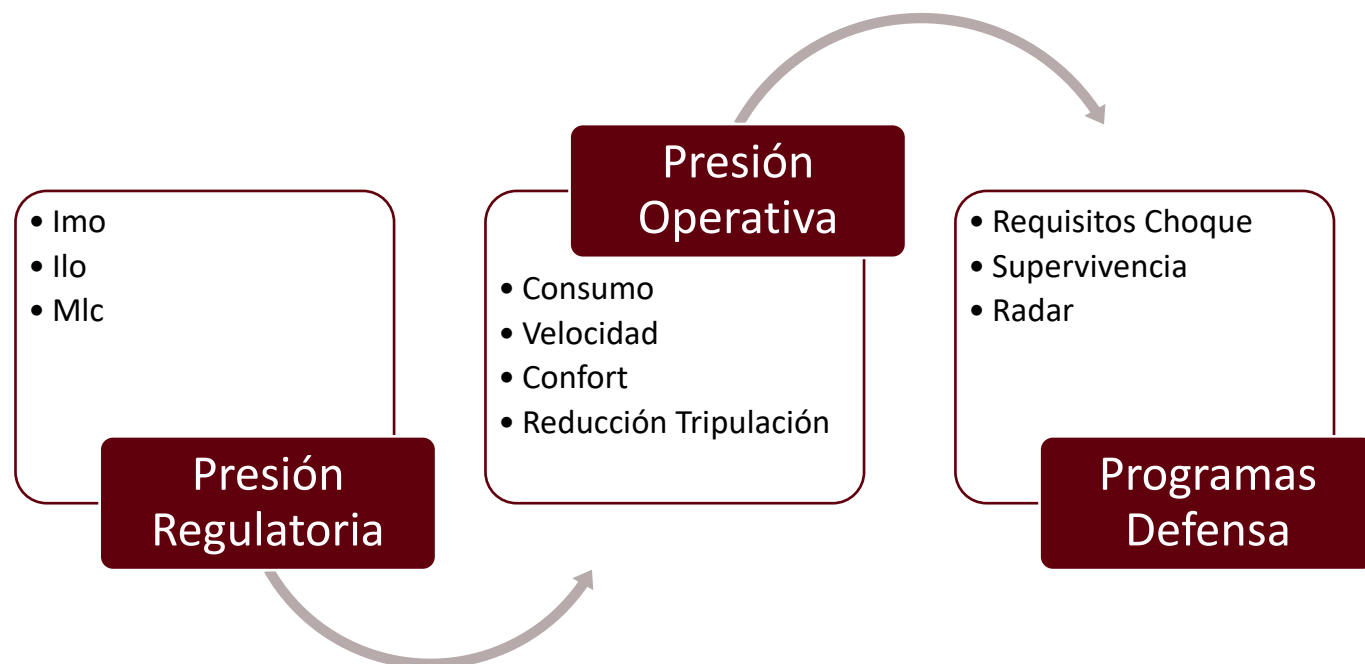 • Imo
• Ilo
• Mlc
Presión
Regulatoria
Presión
Operativa
• Consumo
• Velocidad
• Confort
• Reducción Tripulación
• Requisitos Choque
• Supervivencia
• Radar
Programas
Defensa